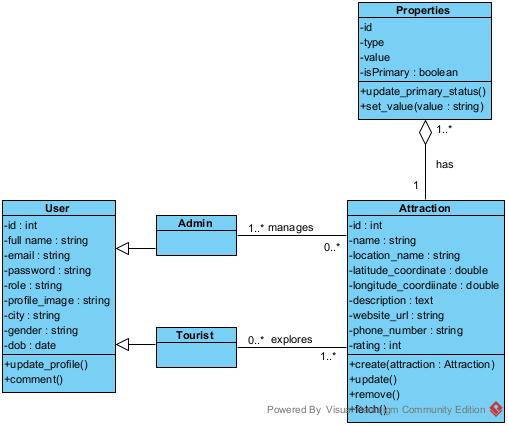 Properties
-id
-type
-value
-isPrimary : boolean
+update_primary_status()
+set_value(value : string)
1..*
has
1
User
-id : int
-full name : string
-email : string
-password : string
-role : string
-profile_image : string
-city : string
-gender : string
-dob : date
+update_profile()
+comment()
Admin
1..* manages
0..*
Tourist
0..* explores
1..*
Attraction
-id : int
-name : string
-location_name : string
-latitude_coordinate : double
-longitude_coordiinate : double
-description : text
-website_url : string
-phone_number : string
-rating : int
+create(attraction : Attraction)
+update()
+remove()
+fetch()
Powered By Visual Paradigm Community Edition